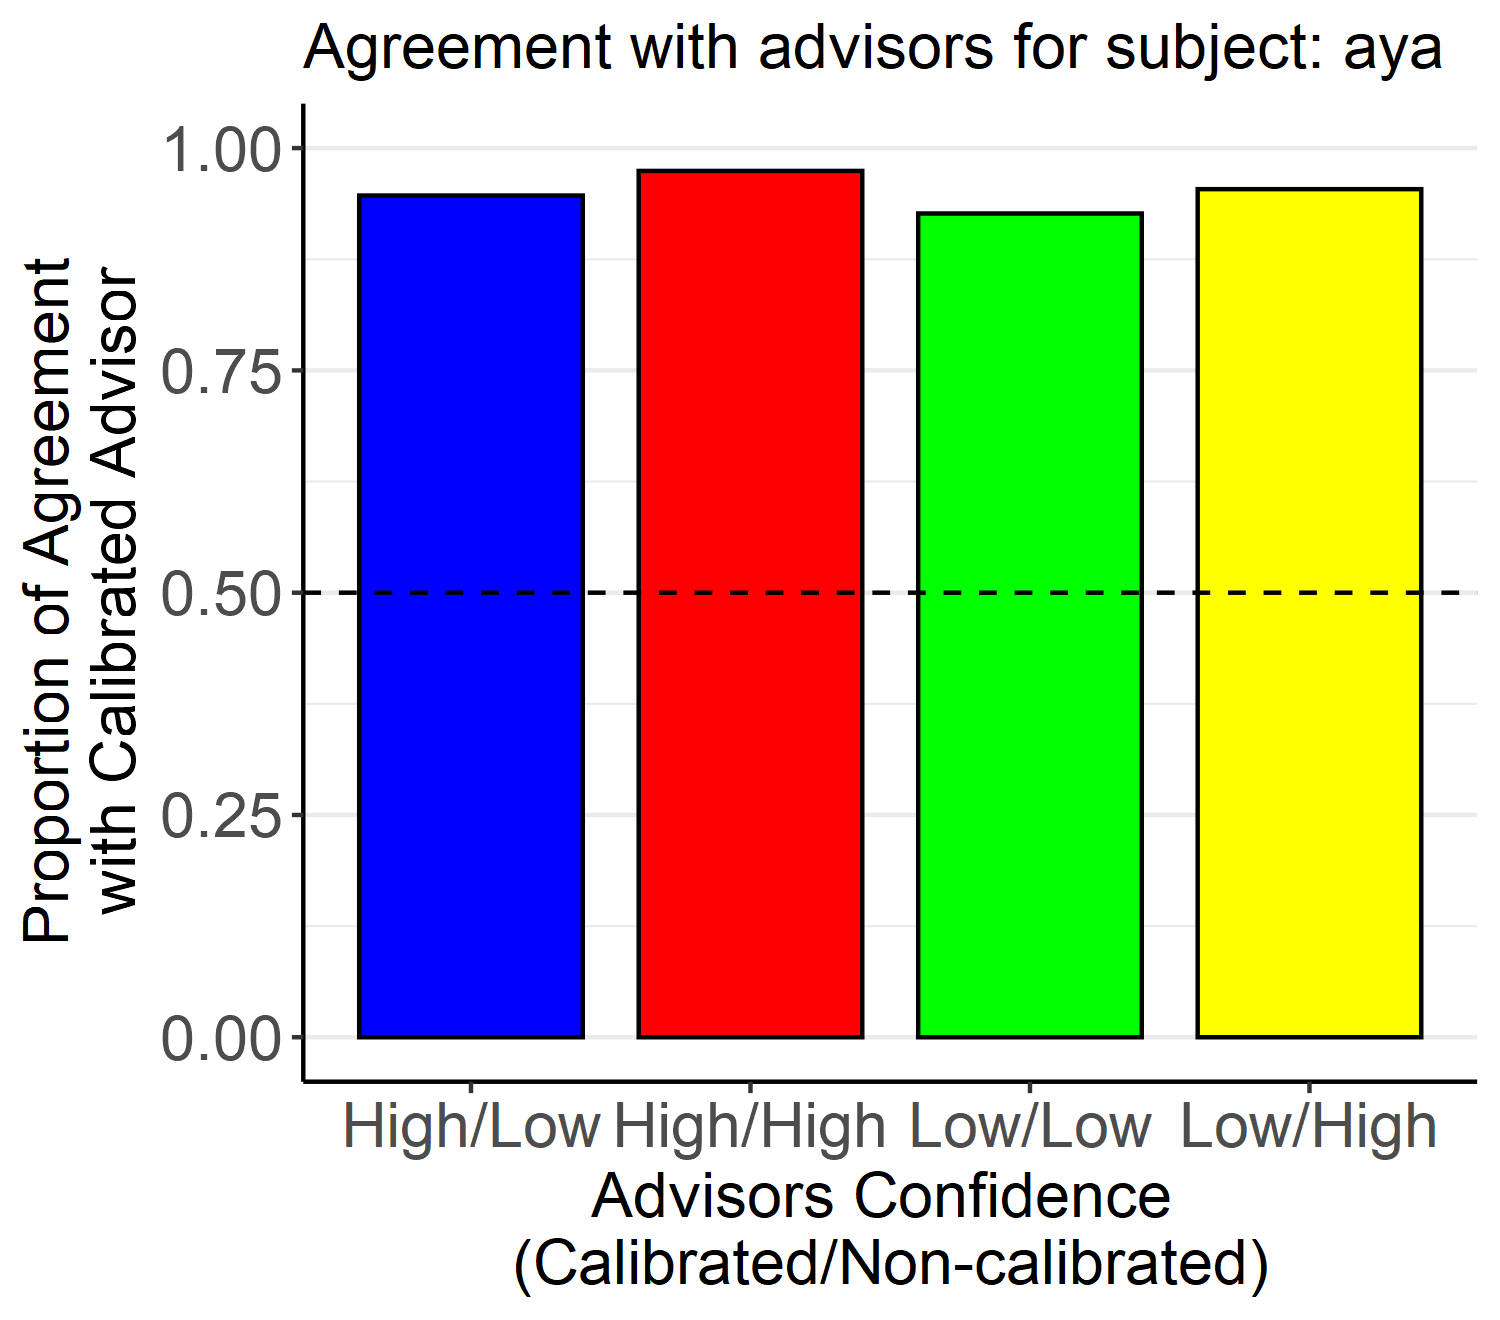 Agreement with advisors for subject: aya
Proportion of Agreement
with Calibrated Advisor
1.00
0.75
0.50
0.25
0.00
High/Low High/High Low/Low Low/High
Advisors Confidence
(Calibrated/Non-calibrated)